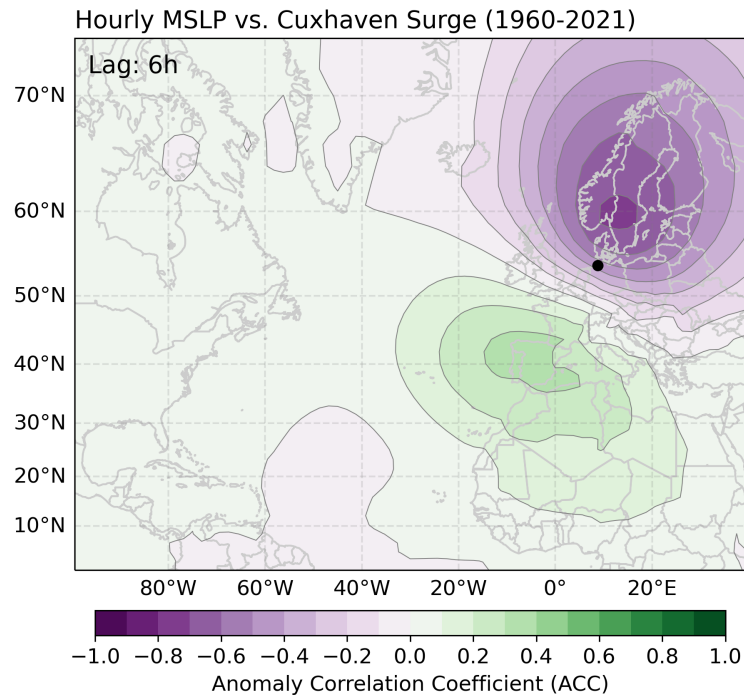 Hourly MSLP vs. Cuxhaven Surge (1960-2021)
Lag: 6h
70°N
60°N
50°N
40°N
30°N
20°N
10°N
80°W 60°W 40°W 20°W 0° 20°E
−1.0 −0.8 −0.6 −0.4 −0.2 0.0 0.2 0.4 0.6 0.8 1.0
Anomaly Correlation Coefficient (ACC)